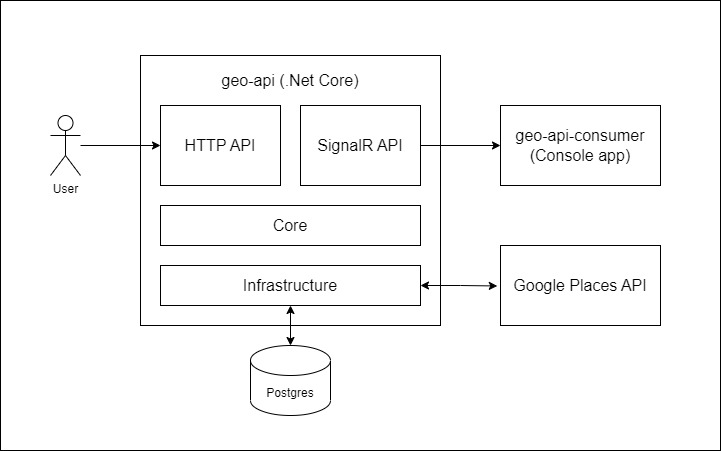 geo-api (.Net Core)
HTTP API
SignalR API
geo-api-consumer
(Console app)
User
Core
Infrastructure
Google Places API
Postgres